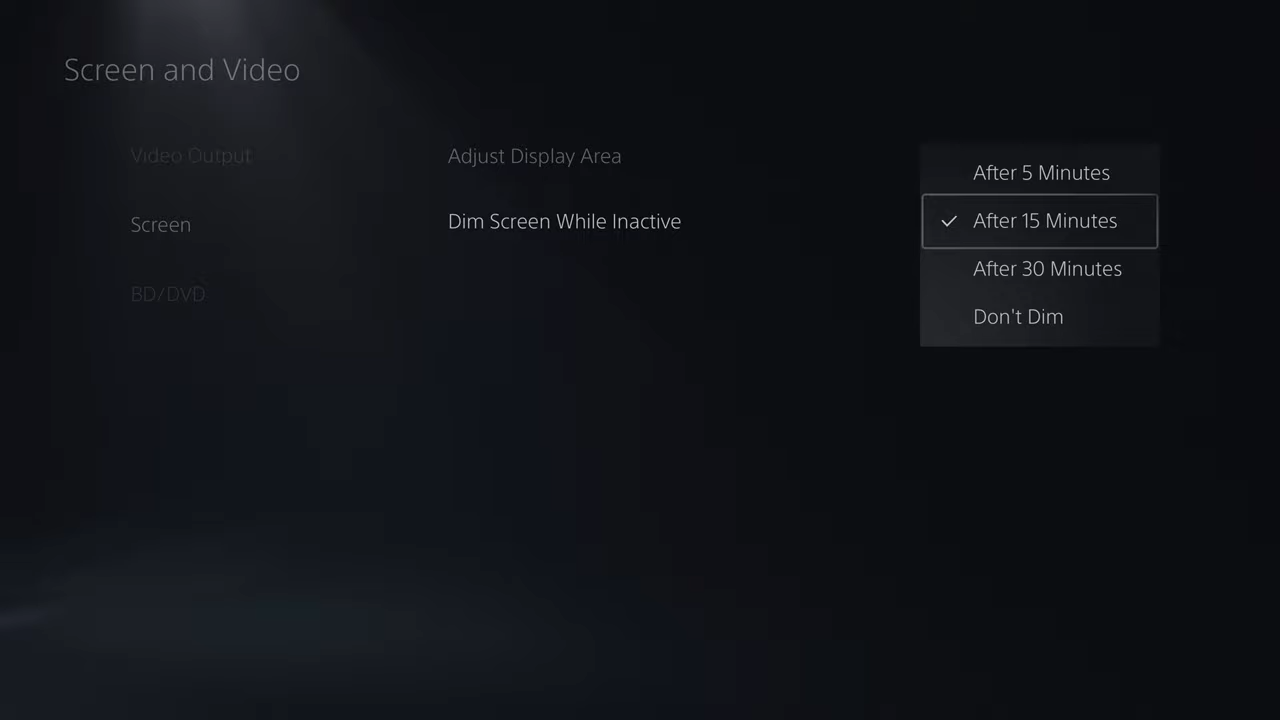 Screen and Video
Video Output
Screen
BD/DVD
Adjust Display Area
Dim Screen While Inactive
After 5 Minutes
After 15 Minutes
After 30 Minutes
Don't Dim